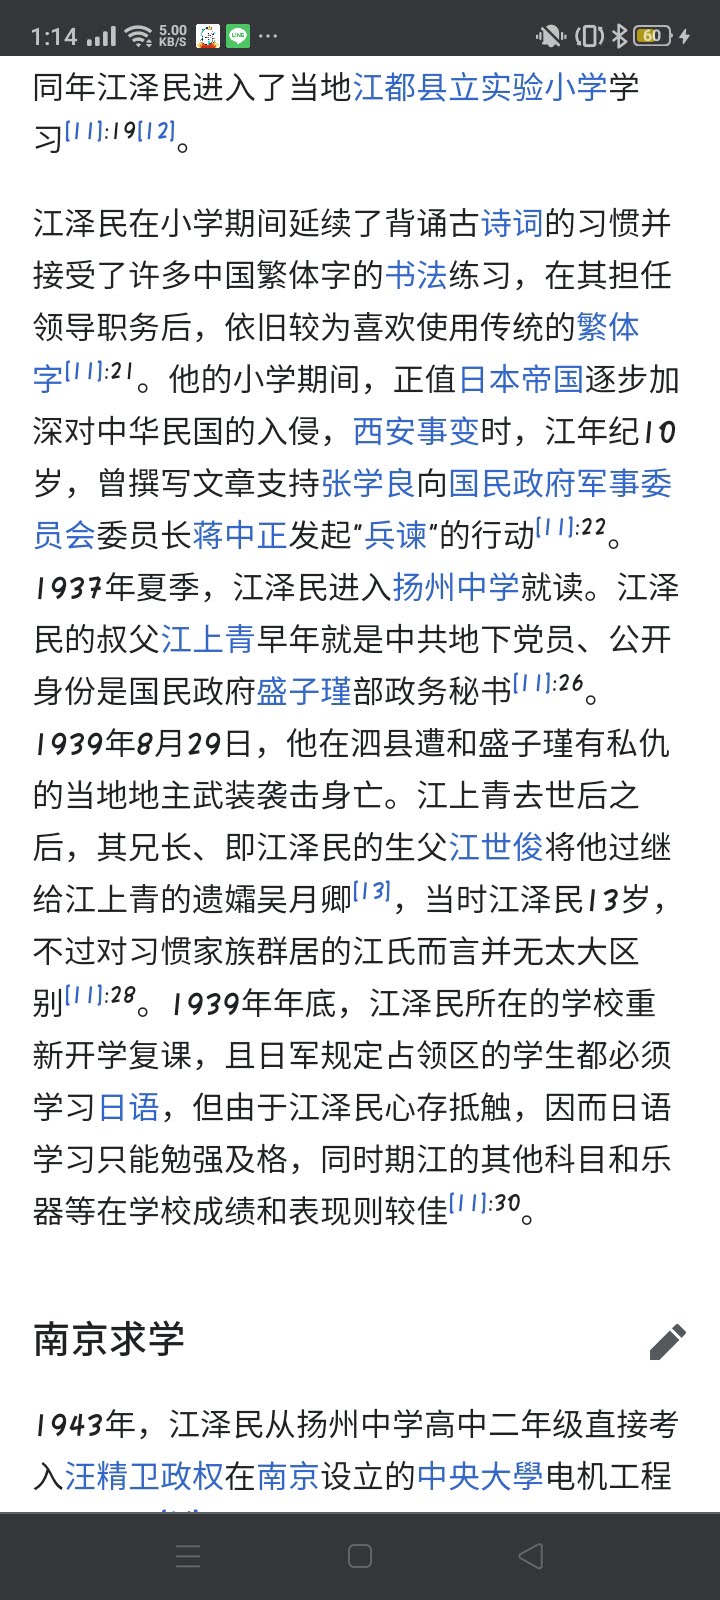 1:14
5.00
KB/S
LINE
60
同年江泽民进入了当地江都县立实验小学学
习[11]:19[12]。
江泽民在小学期间延续了背诵古诗词的习惯并
接受了许多中国繁体字的书法练习，在其担任
领导职务后，依旧较为喜欢使用传统的繁体
字[11]:21。他的小学期间，正值日本帝国逐步加
深对中华民国的入侵，西安事变时，江年纪10
岁，曾撰写文章支持张学良向国民政府军事委
员会委员长蒋中正发起"兵谏"的行动[11]:22。
1937年夏季，江泽民进入扬州中学就读。江泽
民的叔父江上青早年就是中共地下党员、公开
身份是国民政府盛子瑾部政务秘书[11]:26。
1939年8月29日，他在泗县遭和盛子瑾有私仇
的当地地主武装袭击身亡。江上青去世后之
后，其兄长、即江泽民的生父江世俊将他过继
给江上青的遗孀吴月卿[13]，当时江泽民13岁，
不过对习惯家族群居的江氏而言并无太大区
别[11]:28。1939年年底，江泽民所在的学校重
新开学复课，且日军规定占领区的学生都必须
学习日语，但由于江泽民心存抵触，因而日语
学习只能勉强及格，同时期江的其他科目和乐
器等在学校成绩和表现则较佳[11]:30。
南京求学
1943年，江泽民从扬州中学高中二年级直接考
入汪精卫政权在南京设立的中央大學电机工程